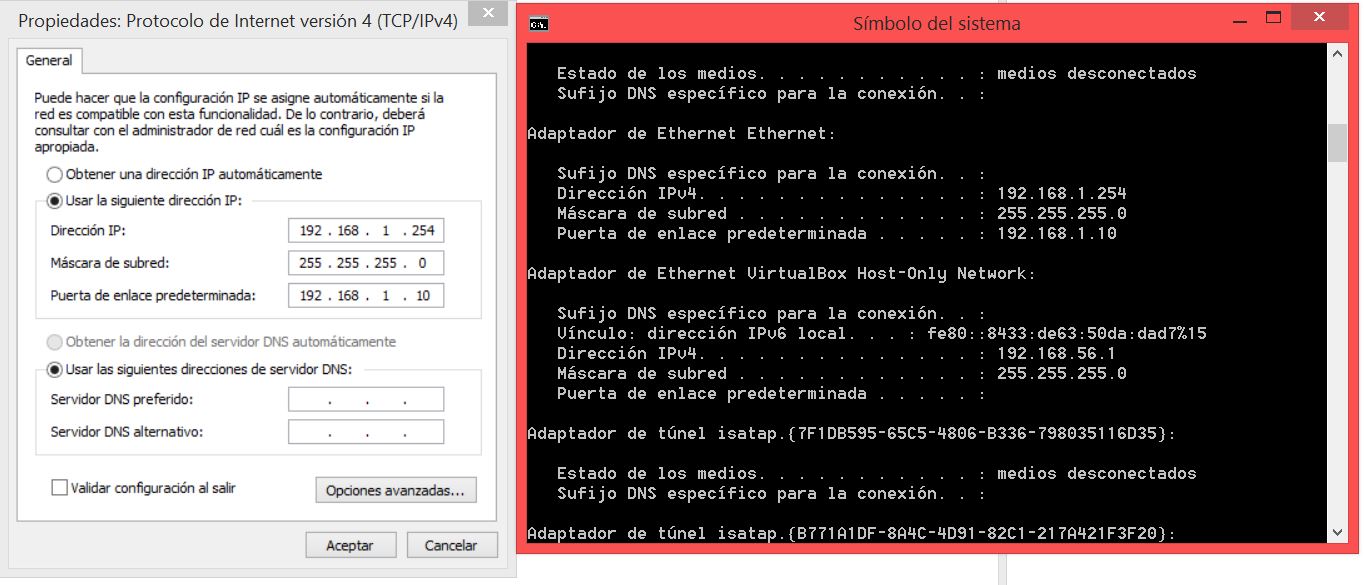 Propiedades: Protocolo de Internet versión 4 (TCP/IPv4)
General
Puede hacer que la configuración IP se asigne automáticamente si la
red es compatible con esta funcionalidad. De lo contrario, deberá
consultar con el administrador de red cuál es la configuración IP
apropiada.
Obtener una dirección IP automáticamente
Usar la siguiente dirección IP:
Dirección IP: 192 . 168 . 1 . 254
Máscara de subred: 255 . 255 . 255 . 0
Puerta de enlace predeterminada: 192 . 168 . 1 . 10
Obtener la dirección del servidor DNS automáticamente
Usar las siguientes direcciones de servidor DNS:
Servidor DNS preferido: . . .
Servidor DNS alternativo: . . .
Validar configuración al salir
Opciones avanzadas...
Aceptar
Cancelar
C:\.
Símbolo del sistema
Estado de los medios. . . . . . . . . . . : medios desconectados
Sufijo DNS específico para la conexión. . :
Adaptador de Ethernet Ethernet:
Sufijo DNS específico para la conexión. . :
Dirección IPv4. . . . . . . . . . . . . . : 192.168.1.254
Máscara de subred . . . . . . . . . . . . : 255.255.255.0
Puerta de enlace predeterminada . . . . . : 192.168.1.10
Adaptador de Ethernet VirtualBox Host-Only Network:
Sufijo DNS específico para la conexión. . :
Vínculo: dirección IPv6 local. . . : fe80::8433:de63:50da:dad7%15
Dirección IPv4. . . . . . . . . . . . . . : 192.168.56.1
Máscara de subred . . . . . . . . . . . . : 255.255.255.0
Puerta de enlace predeterminada . . . . . :
Adaptador de túnel isatap.{7F1DB595-65C5-4806-B336-798035116D35}:
Estado de los medios. . . . . . . . . . . : medios desconectados
Sufijo DNS específico para la conexión. . :
Adaptador de túnel isatap.{B771A1DF-8A4C-4D91-82C1-217A421F3F20}: